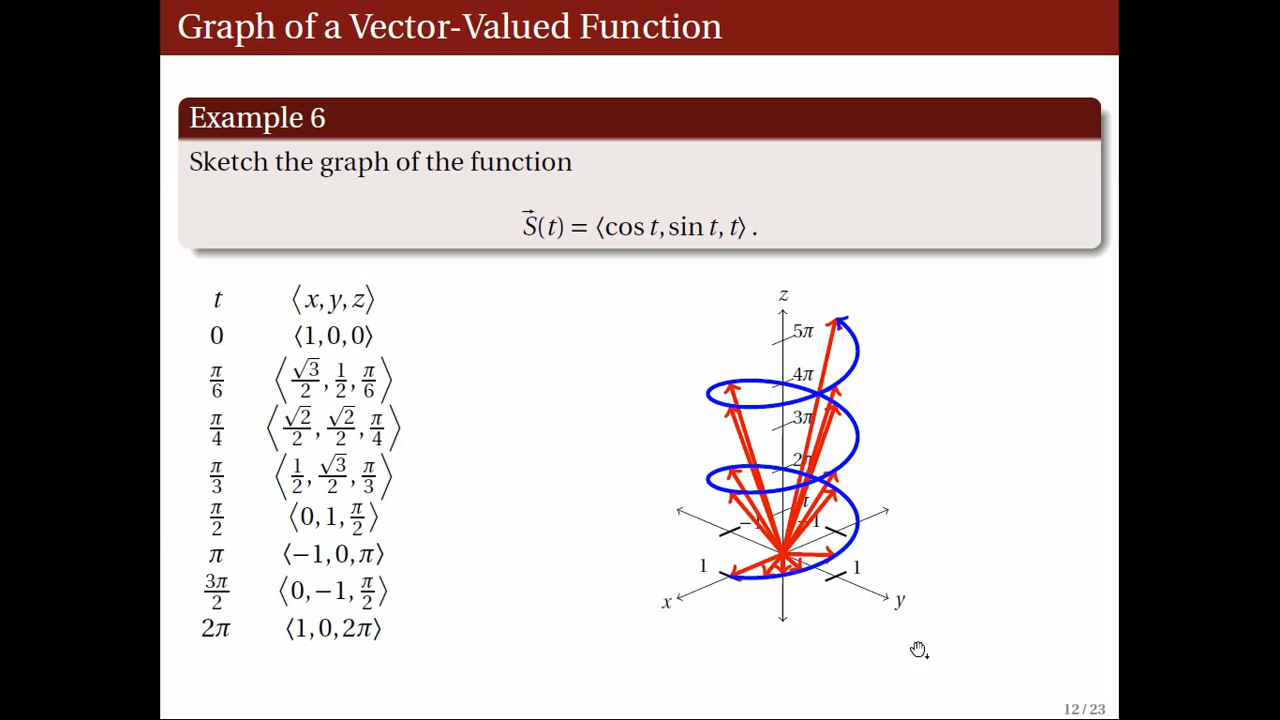 Graph of a Vector-Valued Function
Example 6
Sketch the graph of the function
S⃗(t) = ⟨cos t, sin t, t⟩.
t ⟨x, y, z⟩
0 ⟨1, 0, 0⟩
π/6 ⟨√3/2, 1/2, π/6⟩
π/4 ⟨√2/2, √2/2, π/4⟩
π/3 ⟨1/2, √3/2, π/3⟩
π/2 ⟨0, 1, π/2⟩
π ⟨−1, 0, π⟩
3π/2 ⟨0, −1, π/2⟩
2π ⟨1, 0, 2π⟩
z
5π
4π
3π
2π
π
−1 −1
1 1
x y
12 / 23